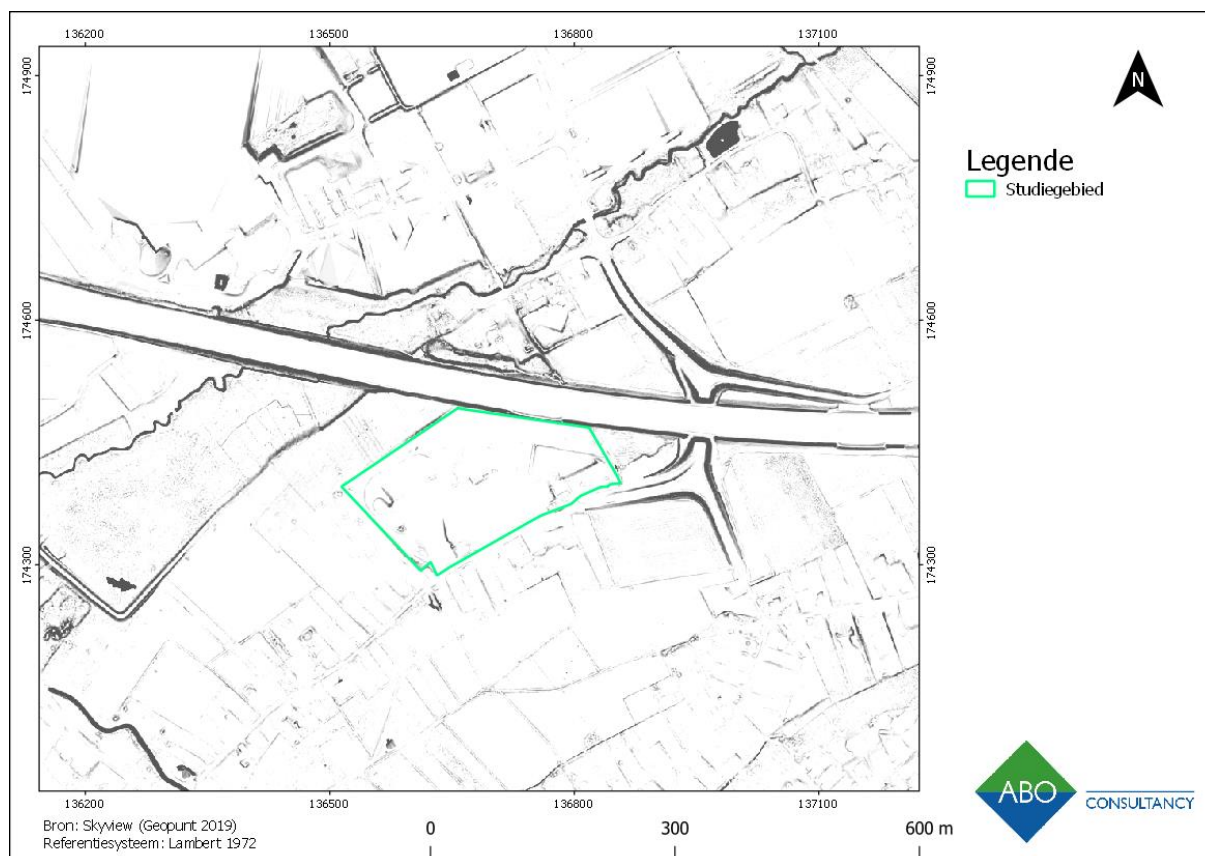 136200 136500 136800 137100
174900 174900
N
Legende
Studiegebied
174600 174600
174300 174300
136200 136500 136800 137100
Bron: Skyview (Geopunt 2019)
Referentiesysteem: Lambert 1972
0 300 600 m
ABO CONSULTANCY